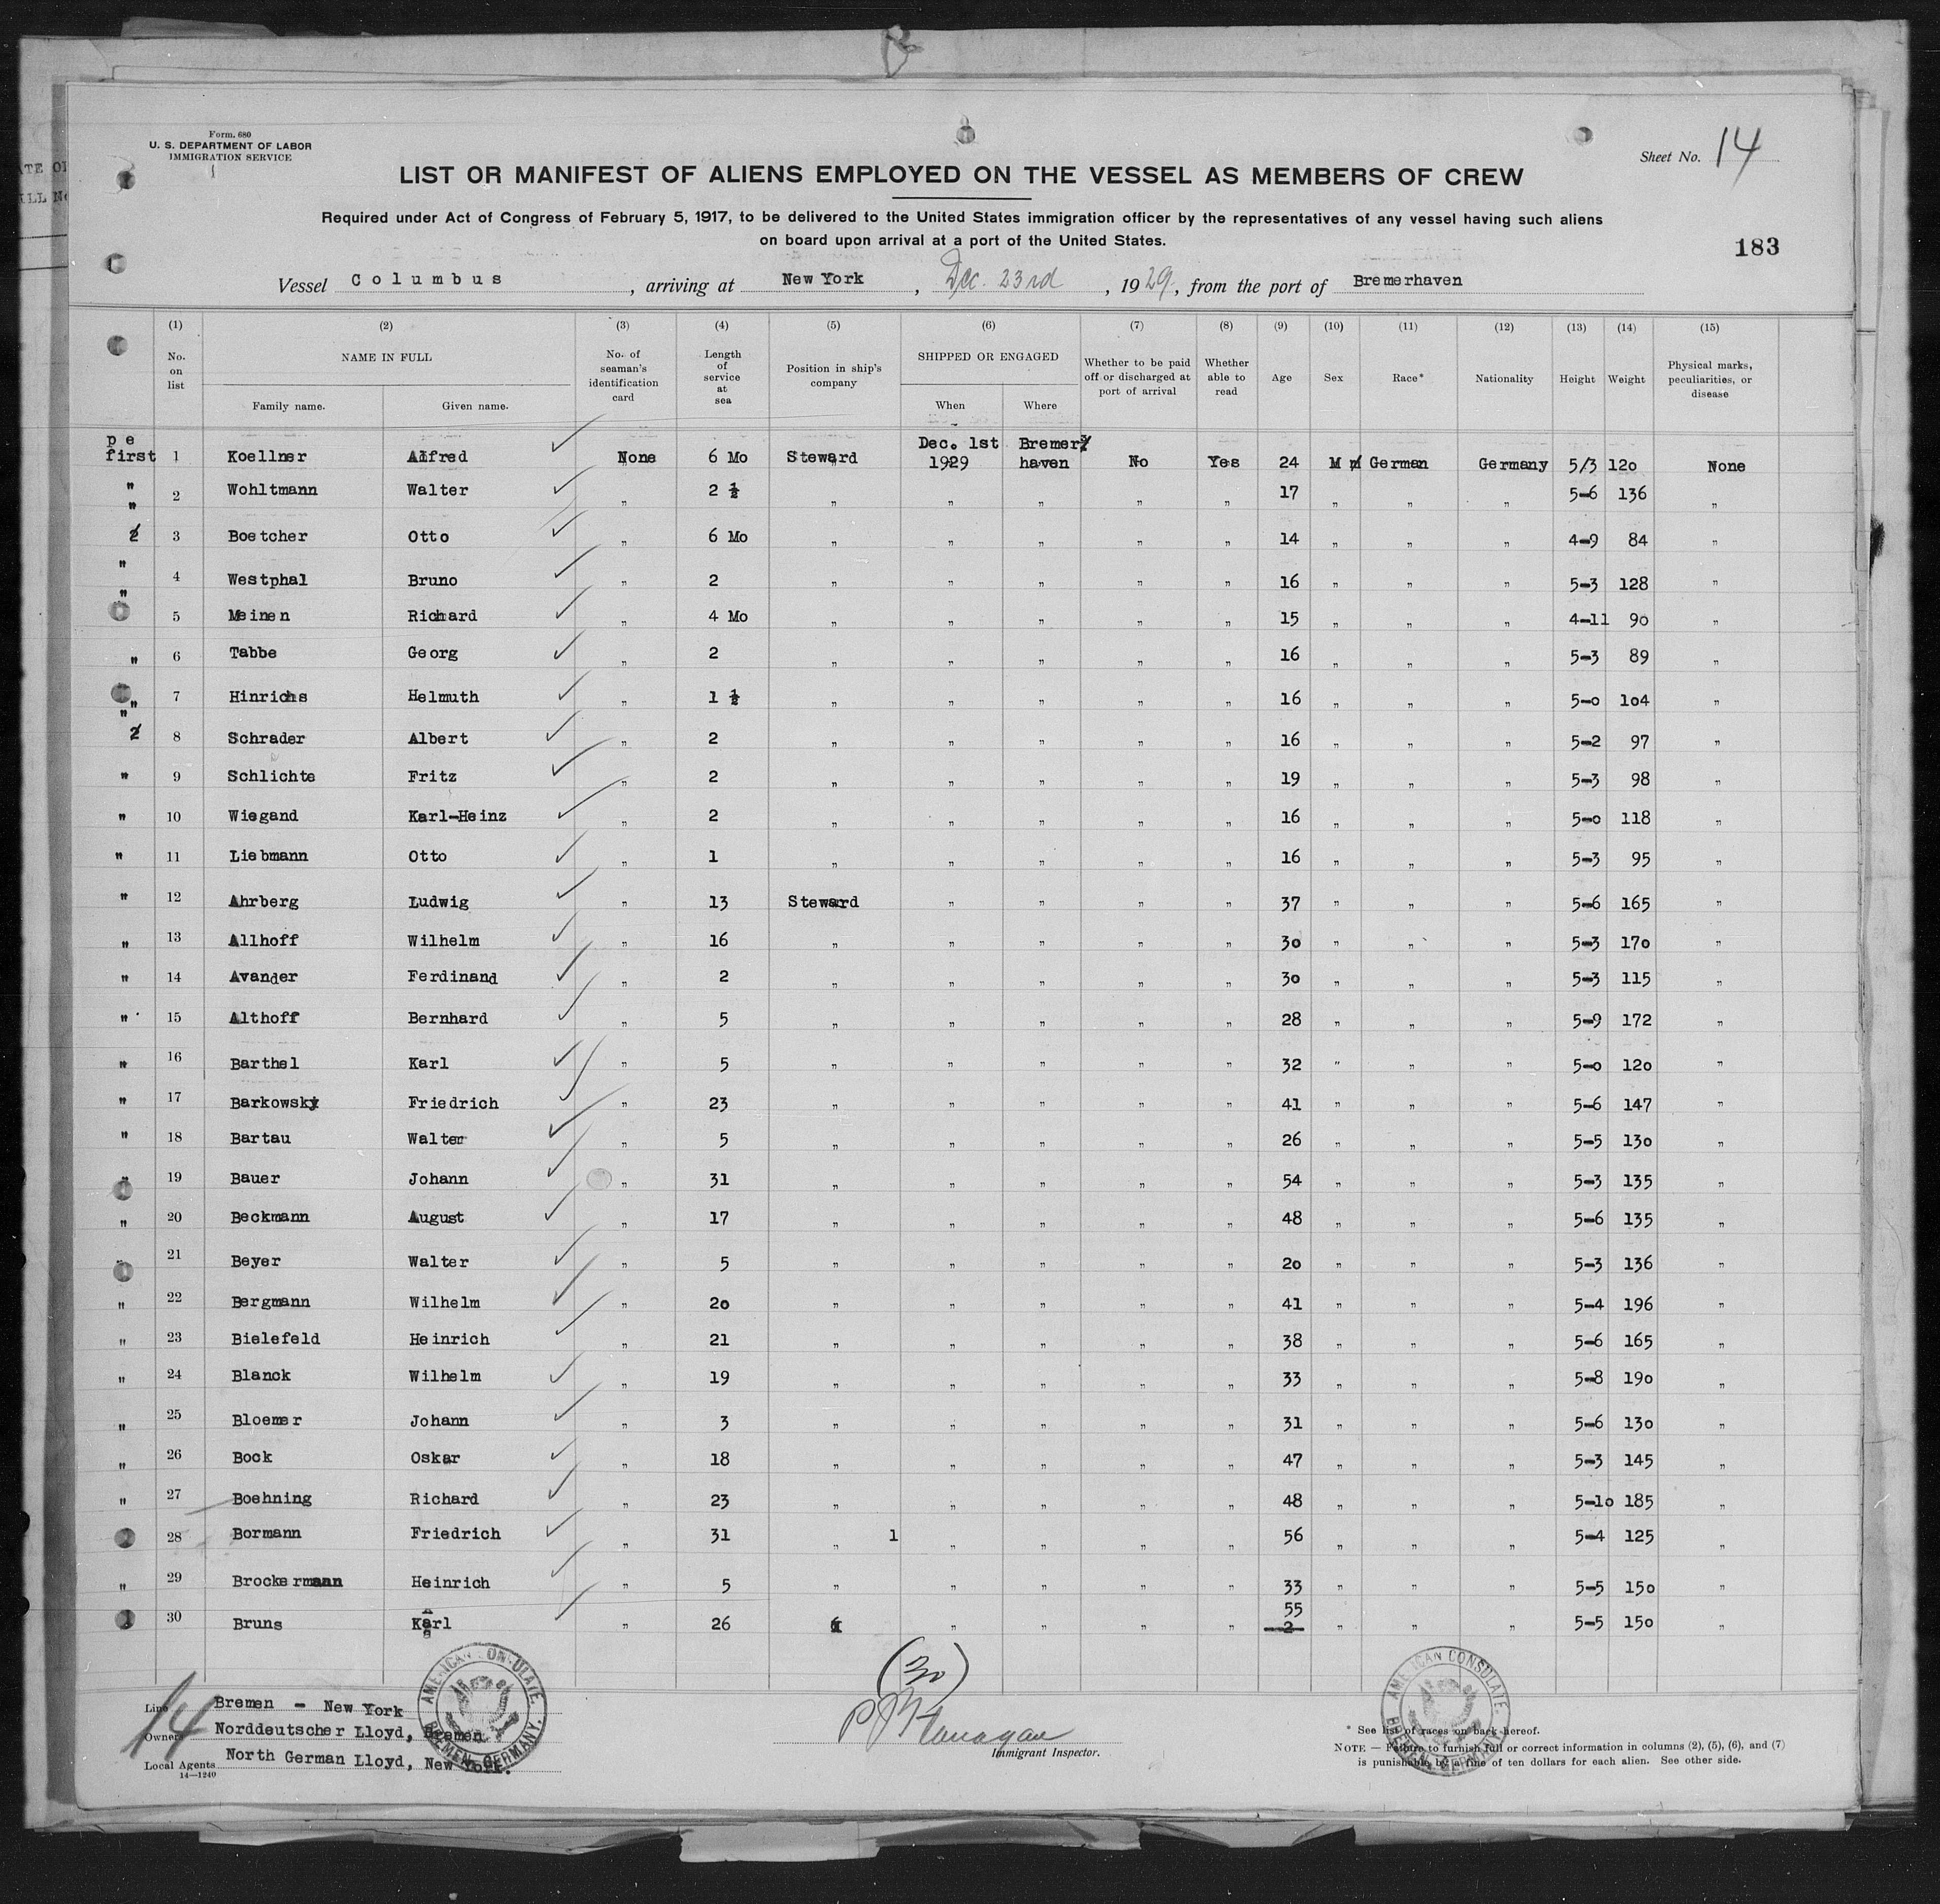 Form. 680
U. S. DEPARTMENT OF LABOR
IMMIGRATION SERVICE
Sheet No. 14
LIST OR MANIFEST OF ALIENS EMPLOYED ON THE VESSEL AS MEMBERS OF CREW
Required under Act of Congress of February 5, 1917, to be delivered to the United States immigration officer by the representatives of any vessel having such aliens
on board upon arrival at a port of the United States.
183
Vessel Columbus, arriving at New York, Dec. 23rd, 1929, from the port of Bremerhaven
(1) (2) (3) (4) (5) (6) (7) (8) (9) (10) (11) (12) (13) (14) (15)
No. on list NAME IN FULL Family name. Given name. No. of seaman's identification card Length of service at sea Position in ship's company SHIPPED OR ENGAGED When Where Whether to be paid off or discharged at port of arrival Whether able to read Age Sex Race* Nationality Height Weight Physical marks, peculiarities, or disease
p e
first 1 Koellner Alfred None 6 Mo Steward Dec. 1st 1929 Bremerhaven No Yes 24 M German Germany 5/3 120 None
" 2 Wohltmann Walter " 2 ½ " " " " " 17 " " " 5-6 136 "
2 3 Boetcher Otto " 6 Mo " " " " " 14 " " " 4-9 84 "
" 4 Westphal Bruno " 2 " " " " " 16 " " " 5-3 128 "
" 5 Meinen Richard " 4 Mo " " " " " 15 " " " 4-11 90 "
" 6 Tabbe Georg " 2 " " " " " 16 " " " 5-3 89 "
" 7 Hinrichs Helmuth " 1 ½ " " " " " 16 " " " 5-0 104 "
2 8 Schrader Albert " 2 " " " " " 16 " " " 5-2 97 "
" 9 Schlichte Fritz " 2 " " " " " 19 " " " 5-3 98 "
" 10 Wiegand Karl-Heinz " 2 " " " " " 16 " " " 5-0 118 "
" 11 Liebmann Otto " 1 " " " " " 16 " " " 5-3 95 "
" 12 Ahrberg Ludwig " 13 Steward " " " " 37 " " " 5-6 165 "
" 13 Allhoff Wilhelm " 16 " " " " " 30 " " " 5-3 170 "
" 14 Avander Ferdinand " 2 " " " " " 30 " " " 5-3 115 "
" 15 Althoff Bernhard " 5 " " " " " 28 " " " 5-9 172 "
" 16 Barthel Karl " 5 " " " " " 32 " " " 5-0 120 "
" 17 Barkowski Friedrich " 23 " " " " " 41 " " " 5-6 147 "
" 18 Bartau Walter " 5 " " " " " 26 " " " 5-5 130 "
" 19 Bauer Johann " 31 " " " " " 54 " " " 5-3 135 "
" 20 Beckmann August " 17 " " " " " 48 " " " 5-6 135 "
" 21 Beyer Walter " 5 " " " " " 20 " " " 5-3 136 "
" 22 Bergmann Wilhelm " 20 " " " " " 41 " " " 5-4 196 "
" 23 Bielefeld Heinrich " 21 " " " " " 38 " " " 5-6 165 "
" 24 Blanck Wilhelm " 19 " " " " " 33 " " " 5-8 190 "
" 25 Bloemer Johann " 3 " " " " " 31 " " " 5-6 130 "
" 26 Bock Oskar " 18 " " " " " 47 " " " 5-3 145 "
" 27 Boehning Richard " 23 " " " " " 48 " " " 5-10 185 "
28 Bormann Friedrich " 31 " 1 " " " " 56 " " " 5-4 125 "
" 29 Brockermann Heinrich " 5 " " " " " 33 " " " 5-5 150 "
30 Bruns Karl " 26 " " " " 55 " " " 5-5 150 "
(30)
14
Line Bremen - New York
Owners Norddeutscher Lloyd, Bremen
Local Agents North German Lloyd, New York.
14—1240
AMERICAN CONSULATE. BREMEN, GERMANY.
P J Flanagan
Immigrant Inspector.
AMERICAN CONSULATE. BREMEN, GERMANY.
* See list of races on back hereof.
NOTE — Failure to furnish full or correct information in columns (2), (5), (6), and (7)
is punishable by a fine of ten dollars for each alien. See other side.